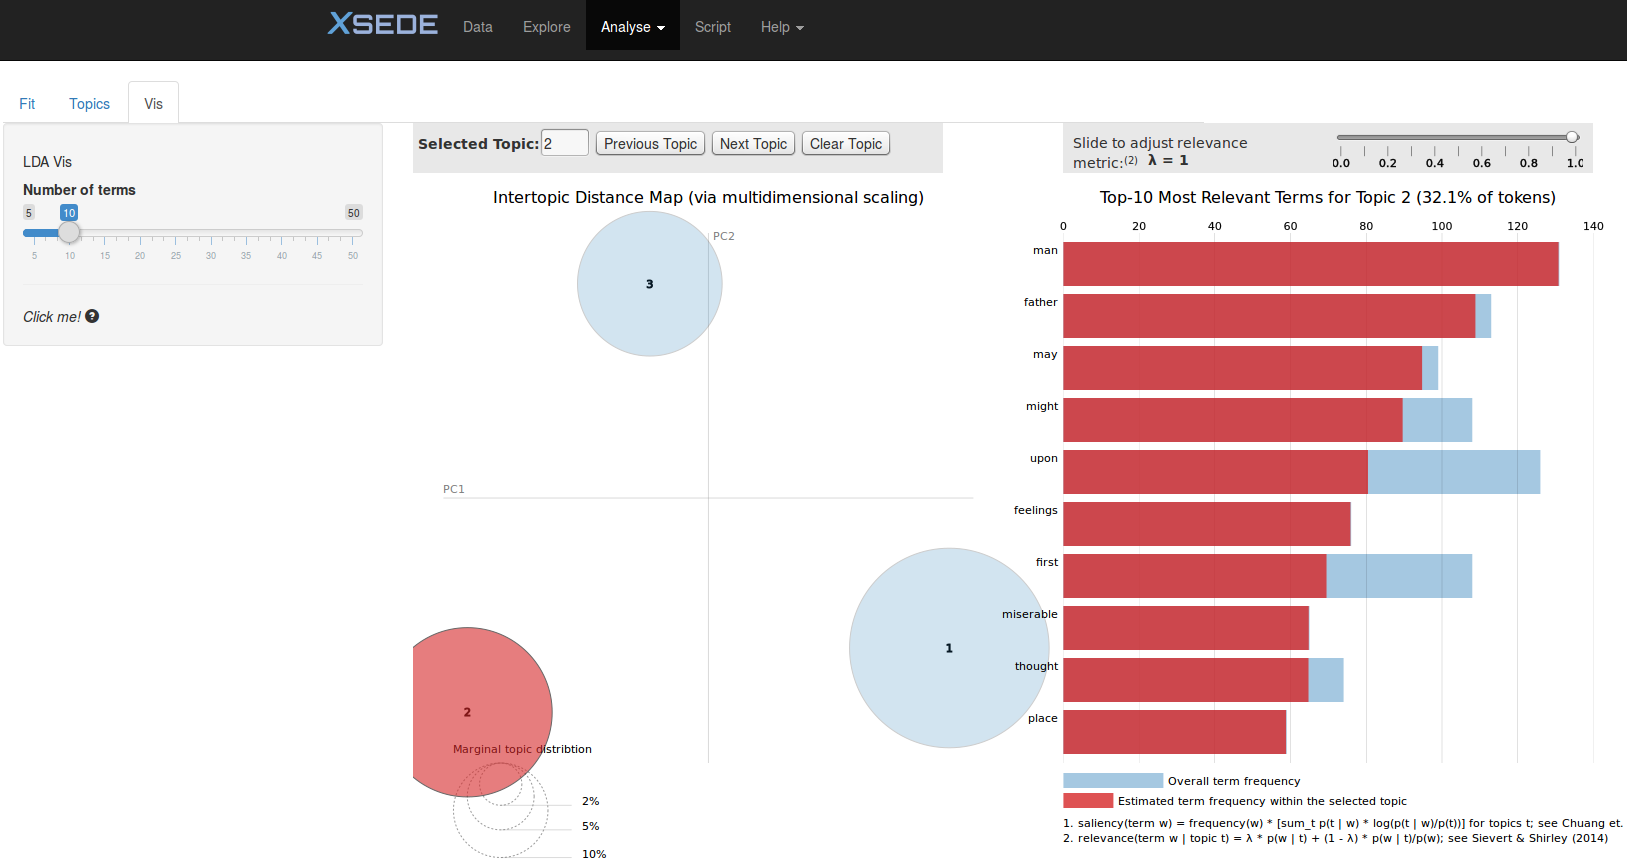 XSEDE Data Explore Analyse Script Help
Fit Topics Vis
LDA Vis
Number of terms
5 10 50
5 10 15 20 25 30 35 40 45 50
Click me!
Selected Topic: 2 Previous Topic Next Topic Clear Topic
Intertopic Distance Map (via multidimensional scaling)
PC2
3
PC1
1
2
Marginal topic distribtion
2%
5%
10%
Slide to adjust relevance
metric:(2) λ = 1
0.0 0.2 0.4 0.6 0.8 1.0
Top-10 Most Relevant Terms for Topic 2 (32.1% of tokens)
0 20 40 60 80 100 120 140
man
father
may
might
upon
feelings
first
miserable
thought
place
Overall term frequency
Estimated term frequency within the selected topic
1. saliency(term w) = frequency(w) * [sum_t p(t | w) * log(p(t | w)/p(t))] for topics t; see Chuang et.
2. relevance(term w | topic t) = λ * p(w | t) + (1 - λ) * p(w | t)/p(w); see Sievert & Shirley (2014)